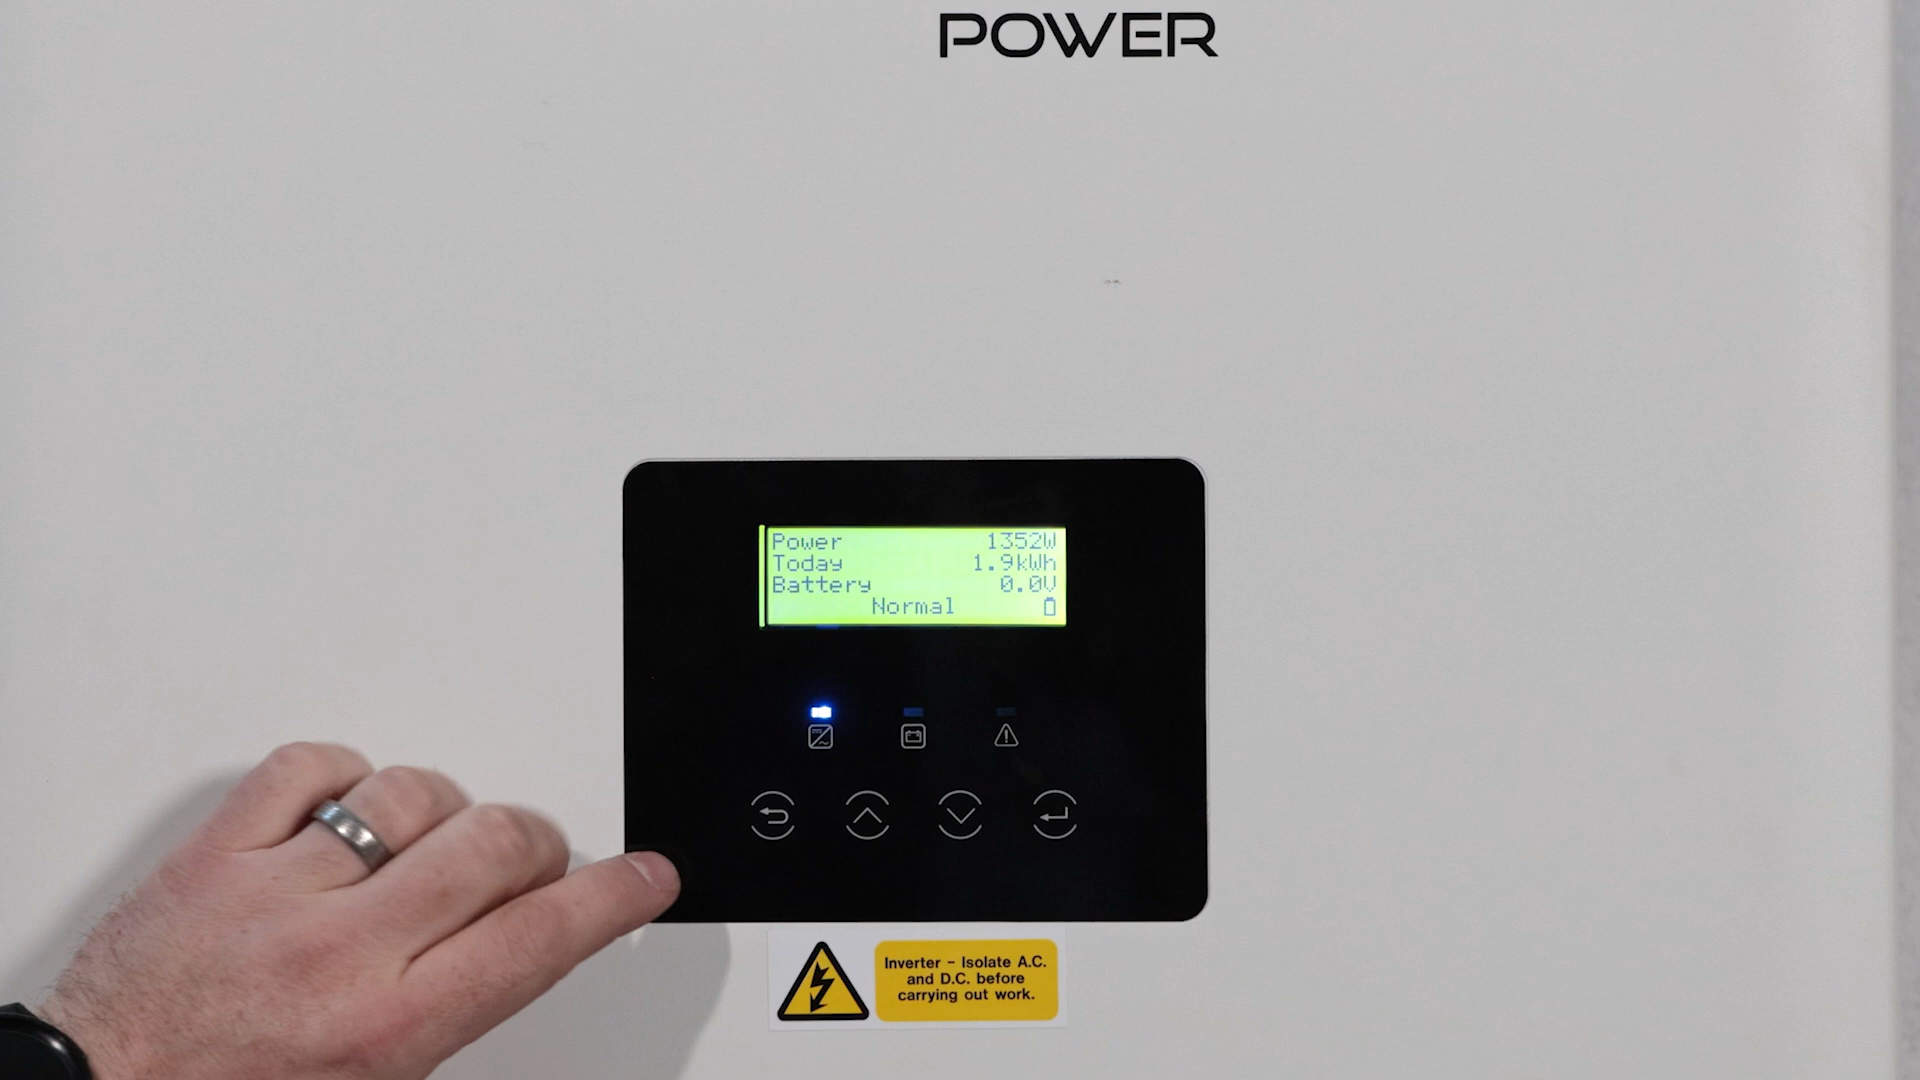 POWER
Power 1352W
Today 1.9kWh
Battery 0.0V
Normal
Inverter - Isolate A.C.
and D.C. before
carrying out work.